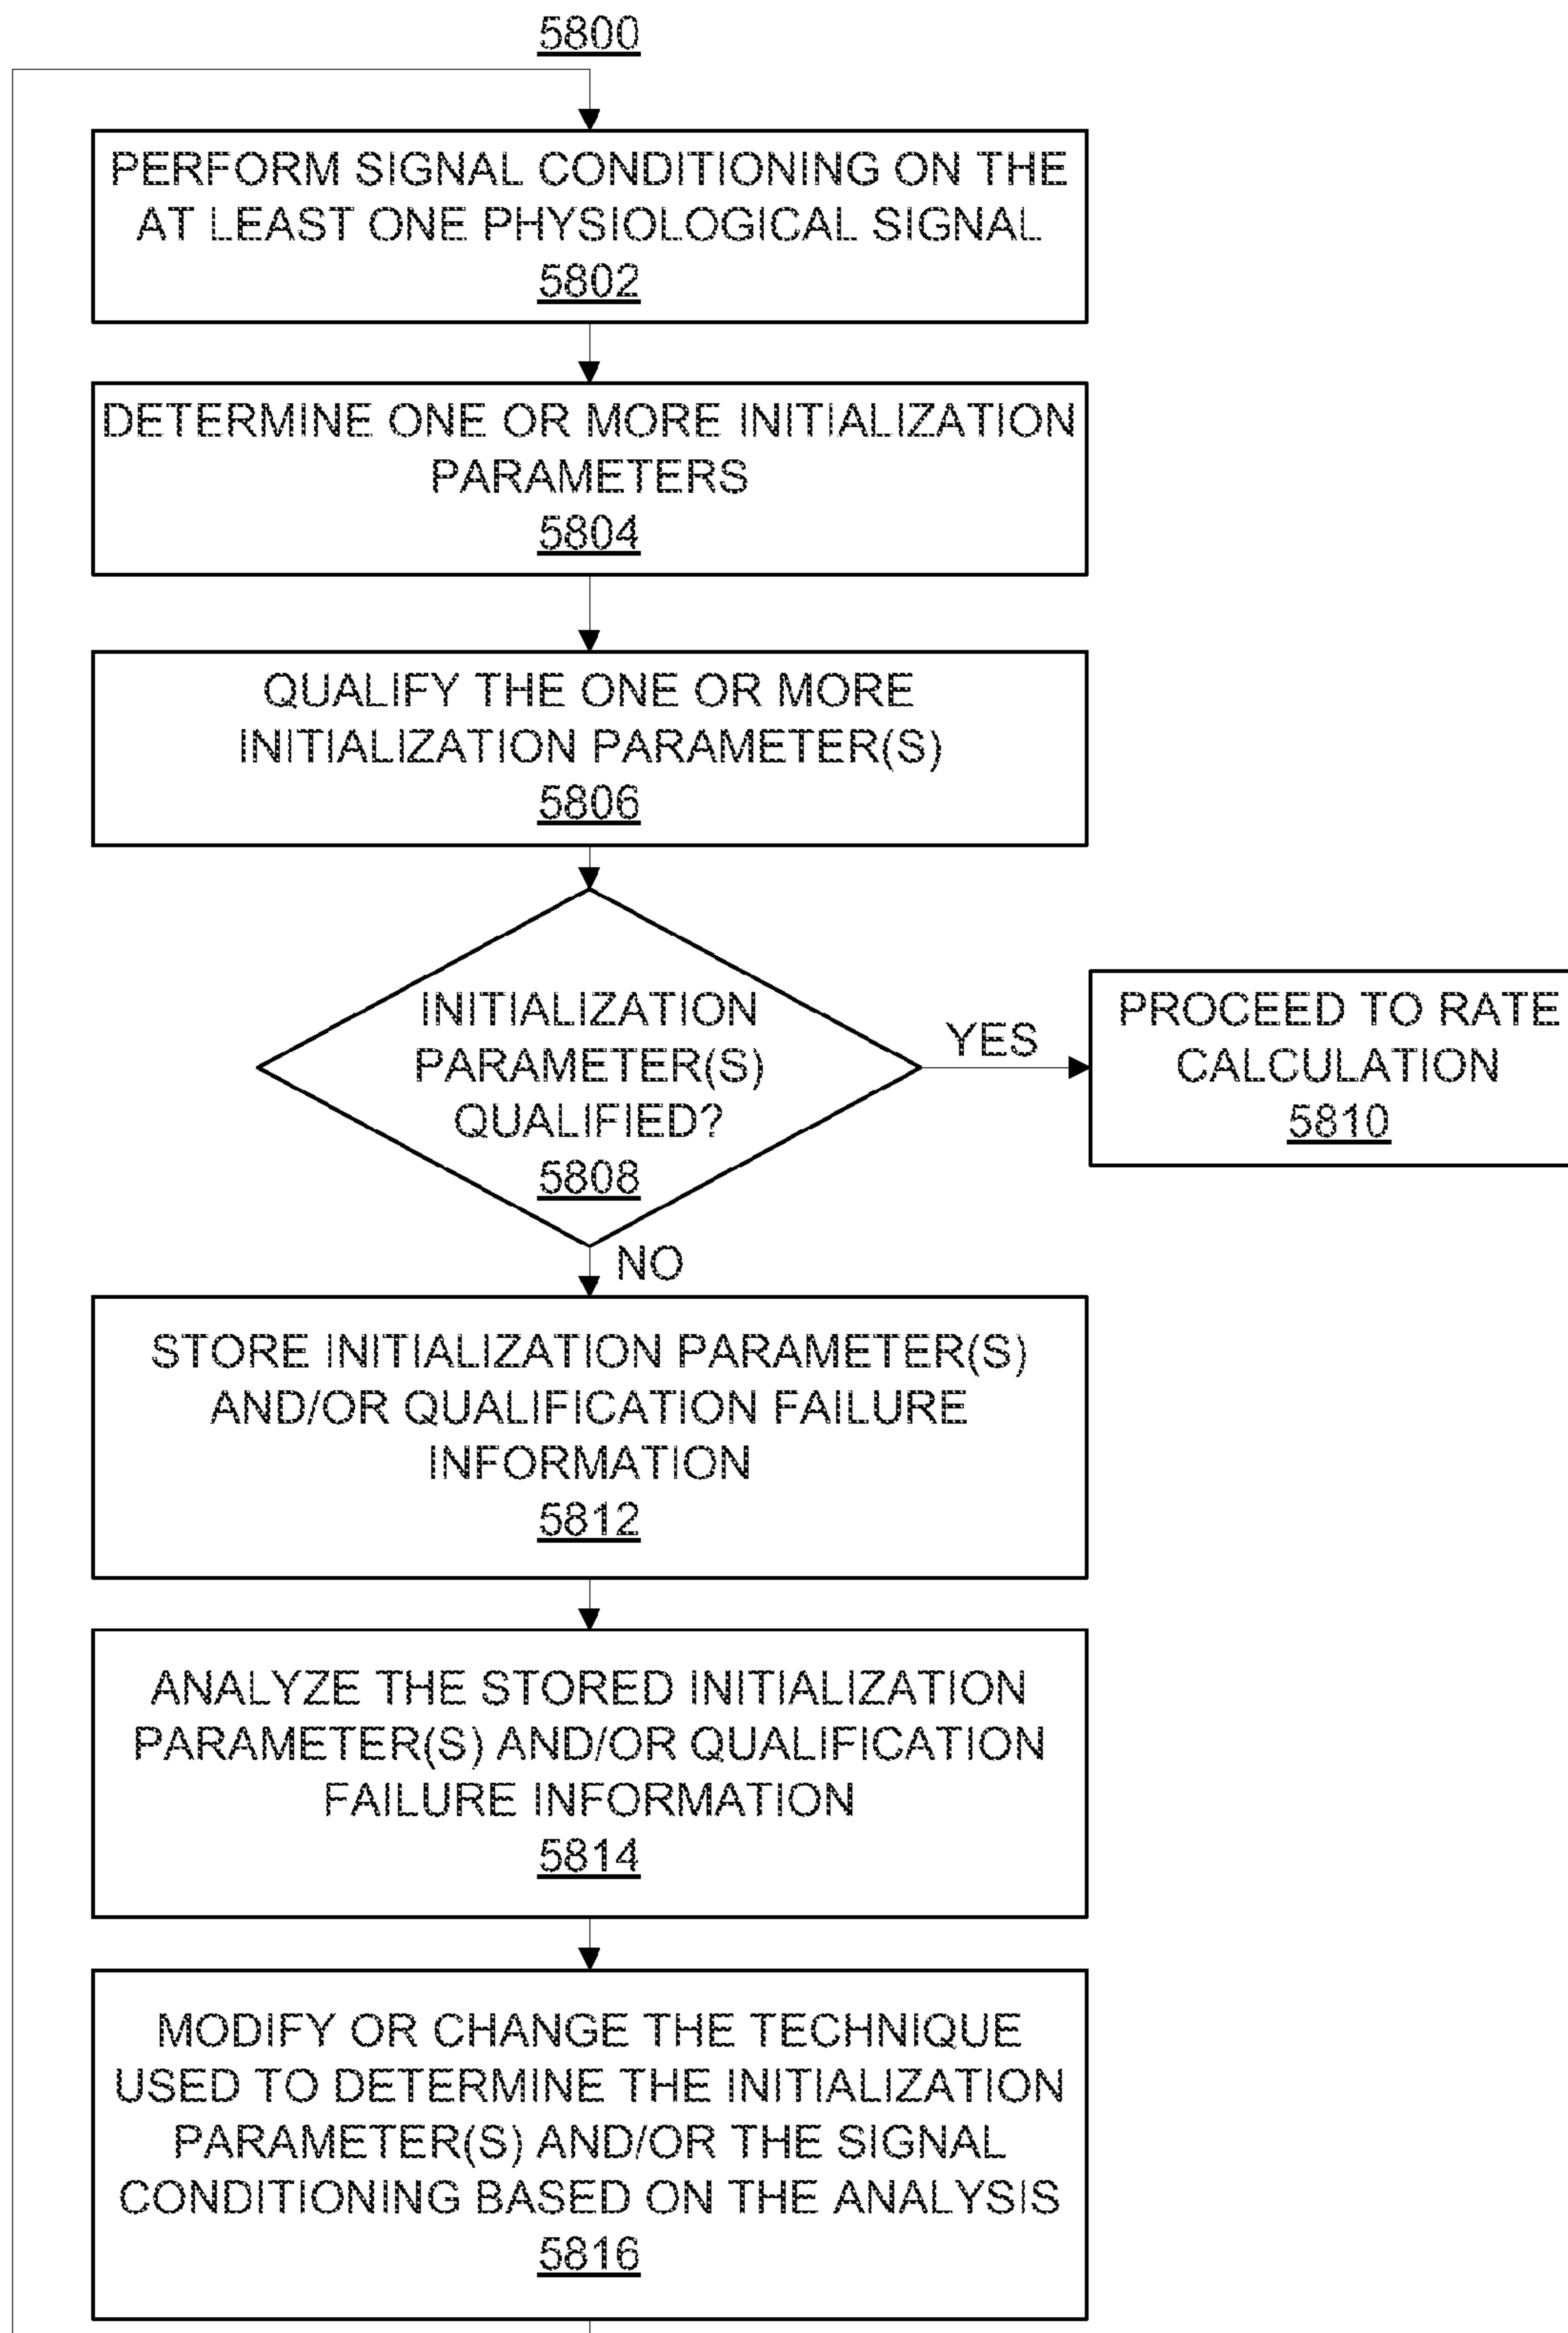 5800
PERFORM SIGNAL CONDITIONING ON THE
AT LEAST ONE PHYSIOLOGICAL SIGNAL
5802
DETERMINE ONE OR MORE INITIALIZATION
PARAMETERS
5804
QUALIFY THE ONE OR MORE
INITIALIZATION PARAMETER(S)
5806
INITIALIZATION
PARAMETER(S)
QUALIFIED?
5808
YES
PROCEED TO RATE
CALCULATION
5810
NO
STORE INITIALIZATION PARAMETER(S)
AND/OR QUALIFICATION FAILURE
INFORMATION
5812
ANALYZE THE STORED INITIALIZATION
PARAMETER(S) AND/OR QUALIFICATION
FAILURE INFORMATION
5814
MODIFY OR CHANGE THE TECHNIQUE
USED TO DETERMINE THE INITIALIZATION
PARAMETER(S) AND/OR THE SIGNAL
CONDITIONING BASED ON THE ANALYSIS
5816